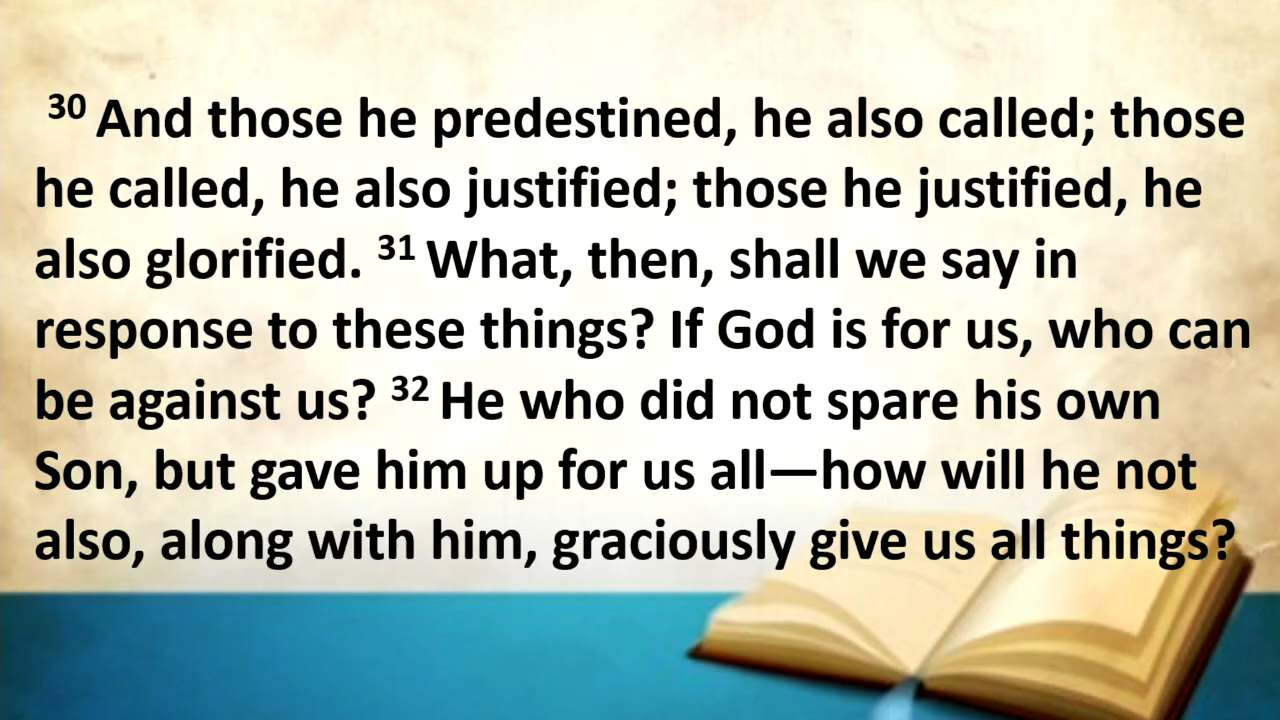 30 And those he predestined, he also called; those
he called, he also justified; those he justified, he
also glorified. 31 What, then, shall we say in
response to these things? If God is for us, who can
be against us? 32 He who did not spare his own
Son, but gave him up for us all—how will he not
also, along with him, graciously give us all things?